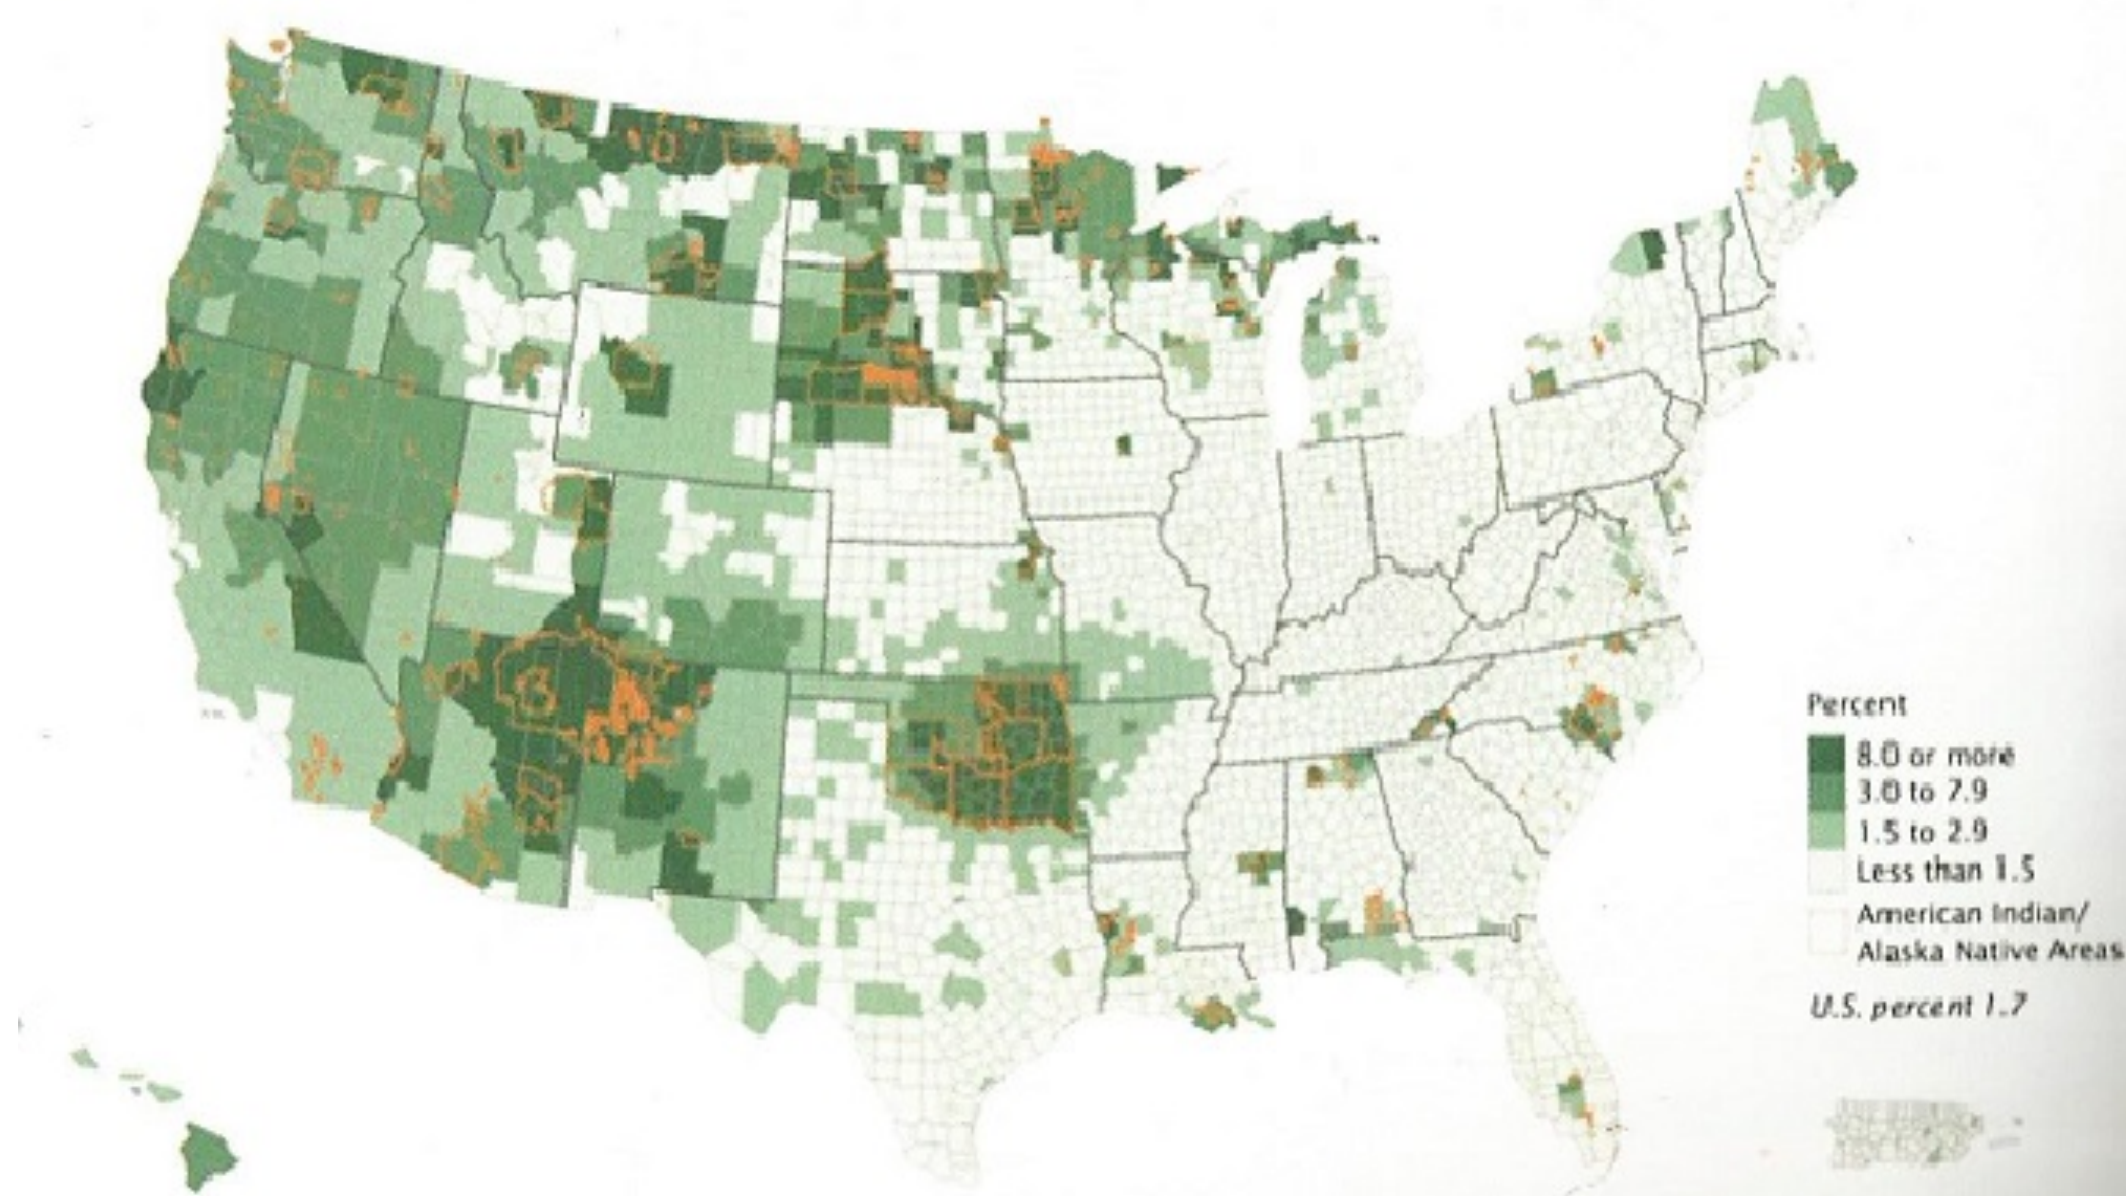 Percent
8.0 or more
3.0 to 7.9
1.5 to 2.9
Less than 1.5
American Indian/
Alaska Native Areas
U.S. percent 1.7